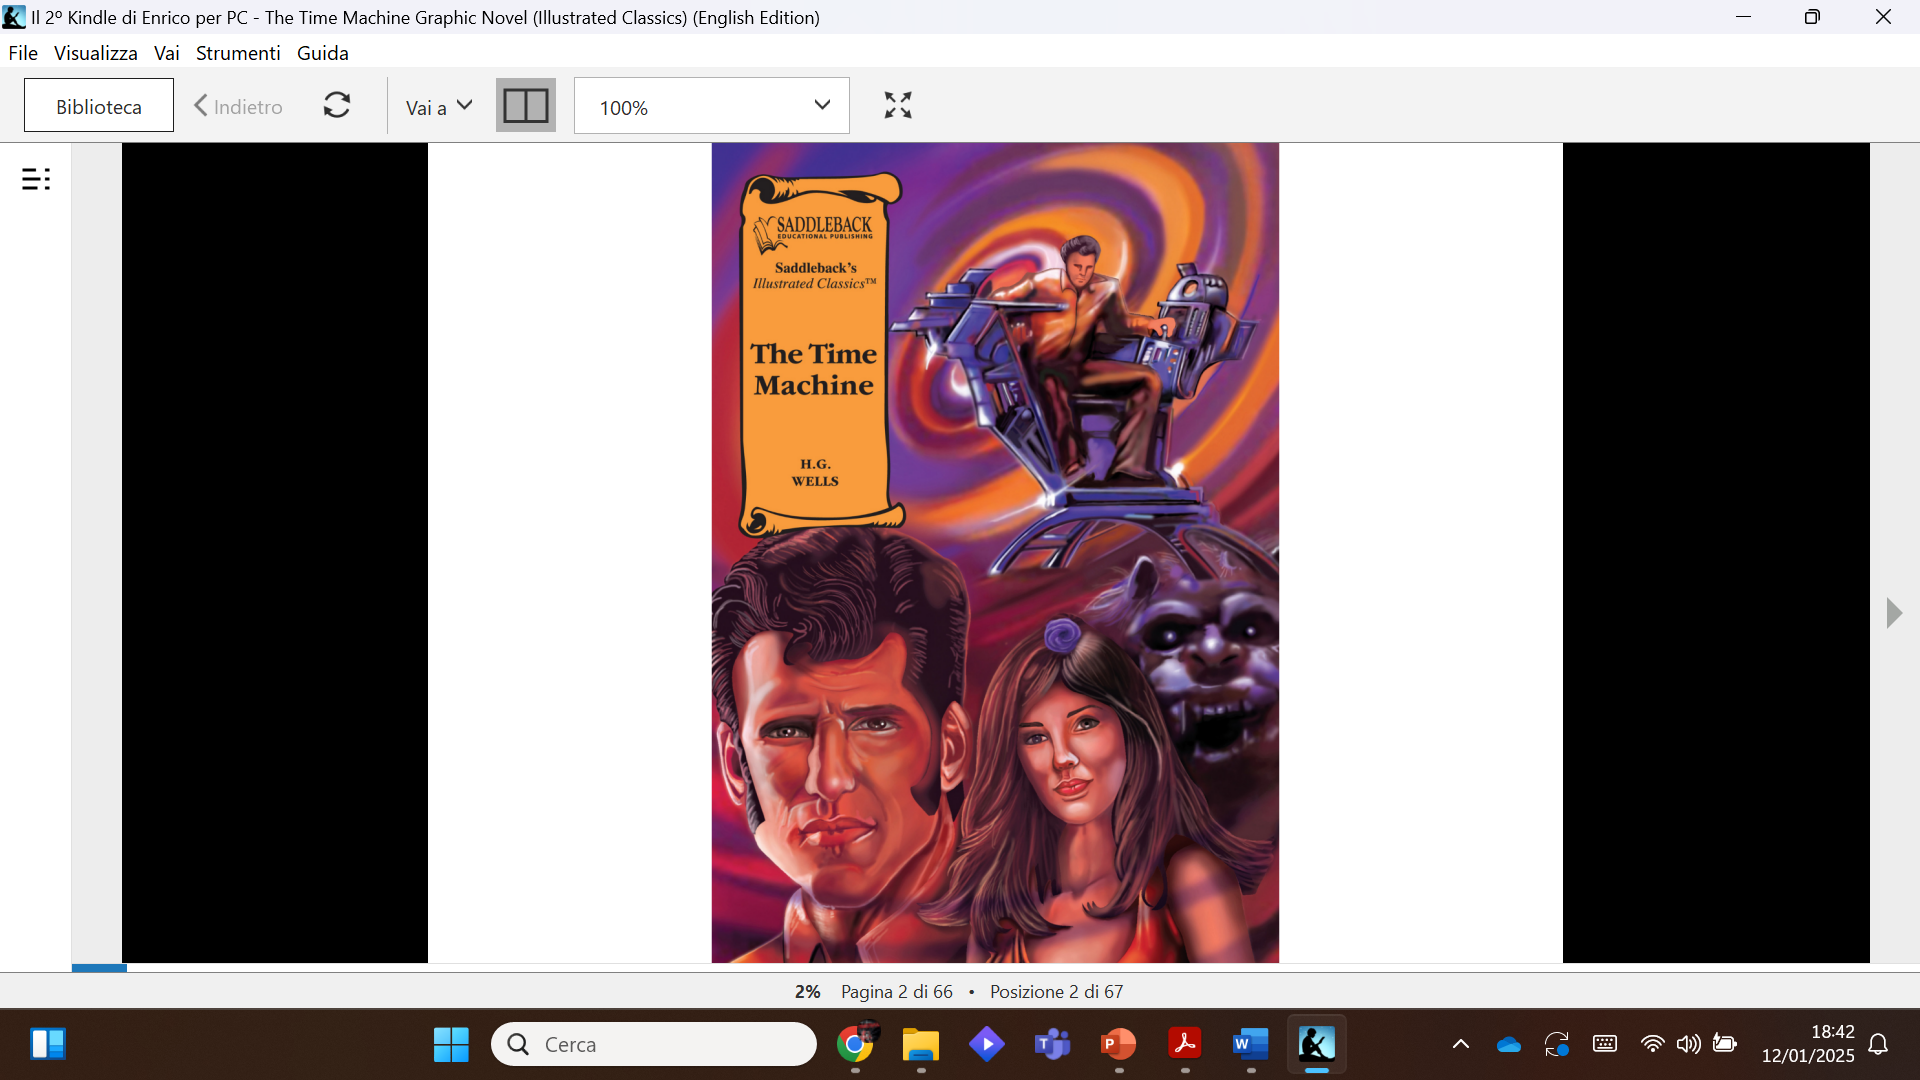 Il 2º Kindle di Enrico per PC - The Time Machine Graphic Novel (Illustrated Classics) (English Edition)
File Visualizza Vai Strumenti Guida
Biblioteca
Indietro
Vai a
100%
SADDLEBACK
EDUCATIONAL PUBLISHING
Saddleback's
Illustrated Classics™
The Time
Machine
H.G.
WELLS
2% Pagina 2 di 66 • Posizione 2 di 67
Cerca
18:42
12/01/2025